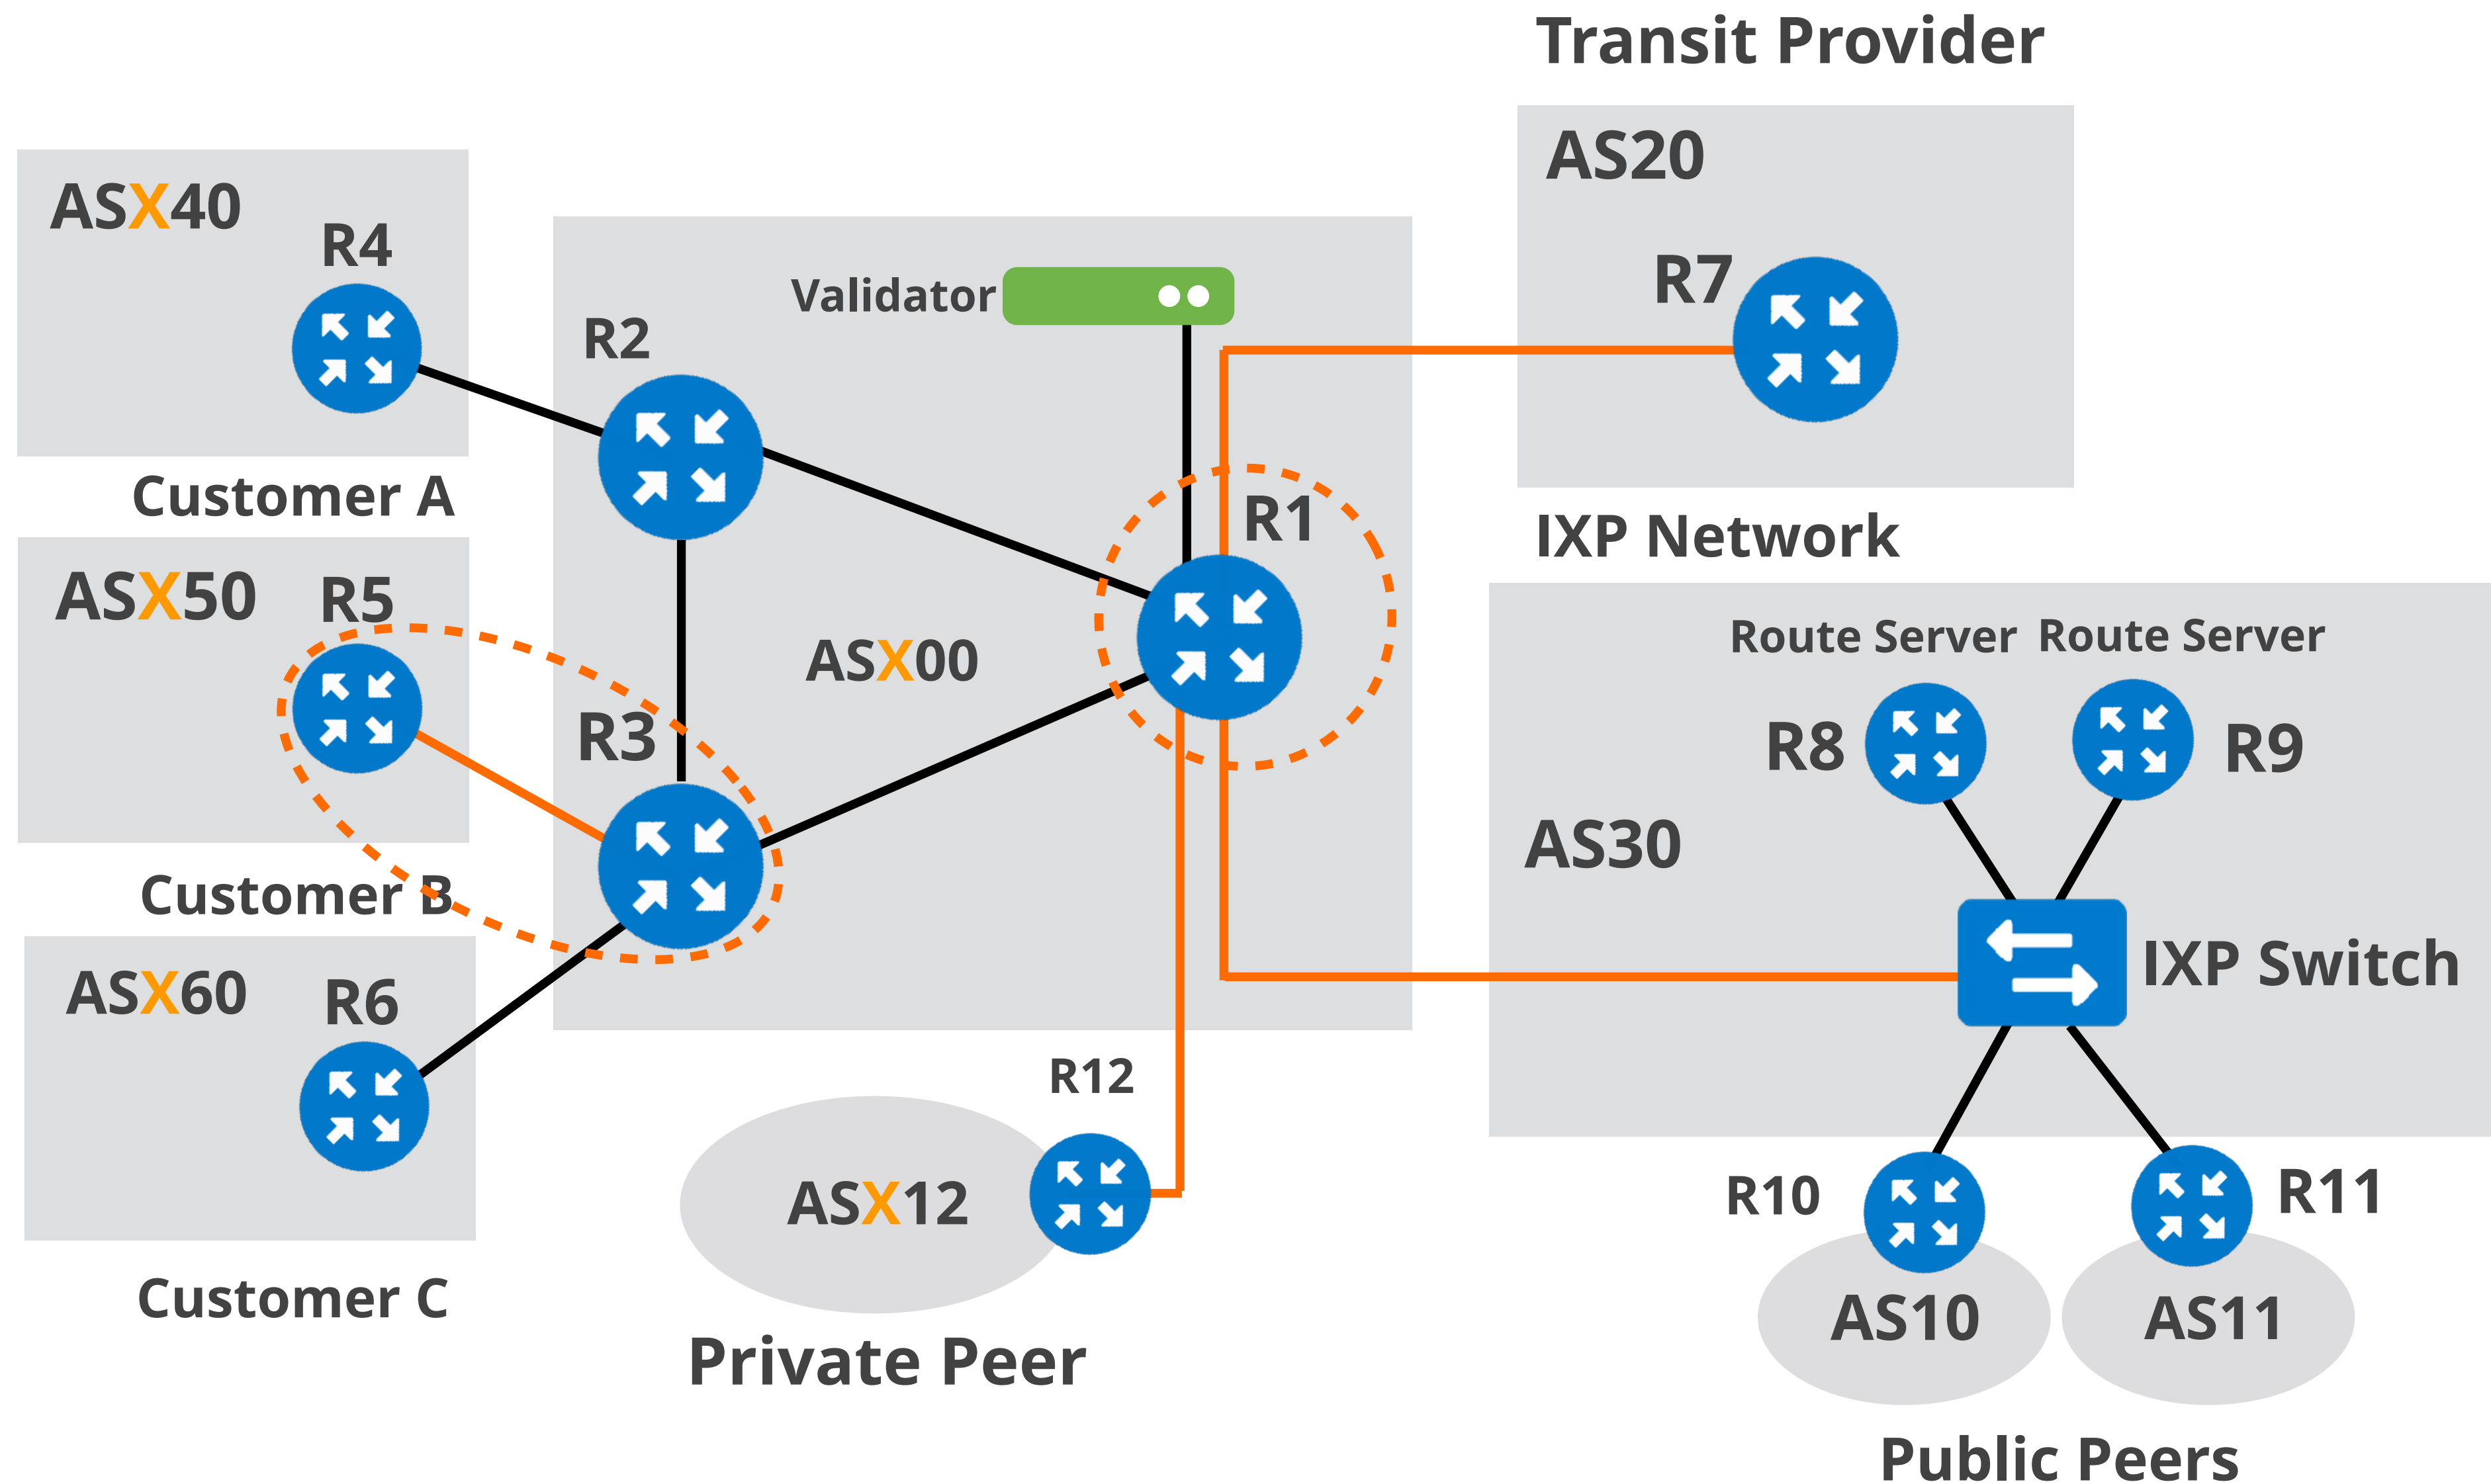 Transit Provider
AS20
R7
ASX40
R4
Customer A
Validator
R2
R1
IXP Network
ASX50
R5
ASX00
R3
Route Server
Route Server
R8
R9
AS30
Customer B
IXP Switch
ASX60
R6
R12
ASX12
R10
R11
Customer C
AS10
AS11
Private Peer
Public Peers